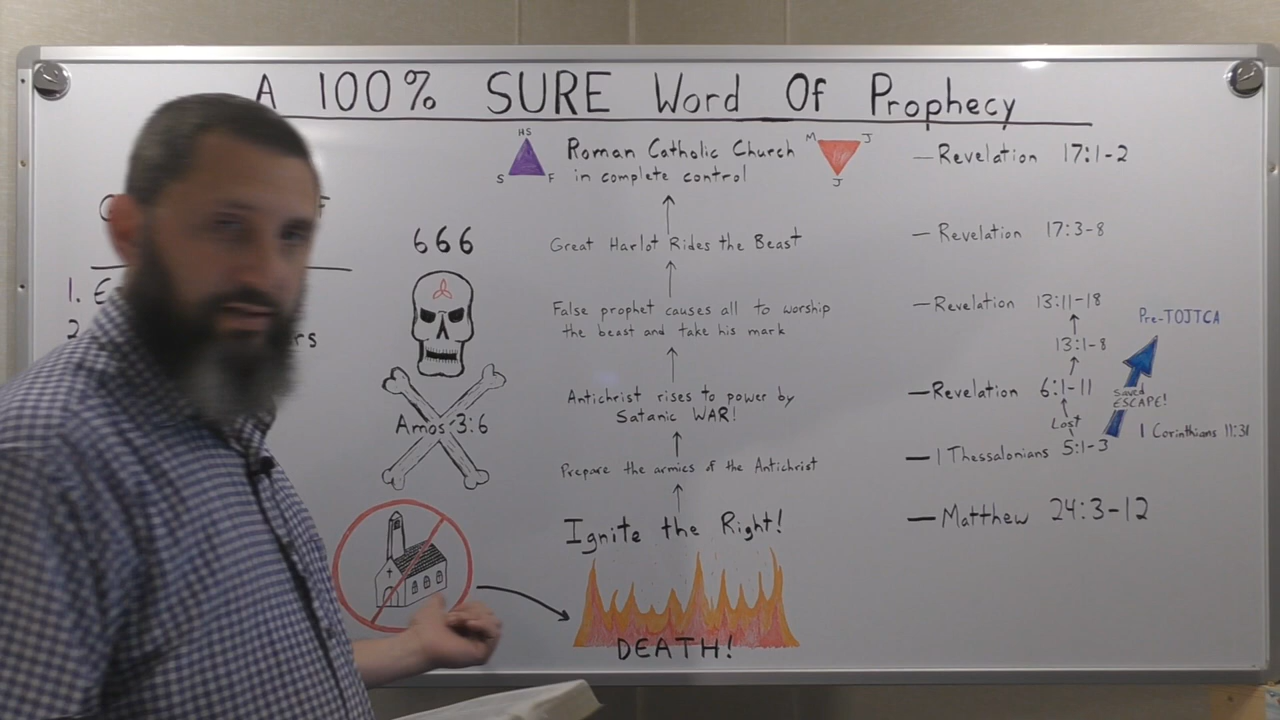 A 100% SURE Word Of Prophecy
HS
S F
Roman Catholic Church
in complete control
M J
J
— Revelation 17:1-2
666
Great Harlot Rides the Beast
— Revelation 17:3-8
1.
2
rs
False prophet causes all to worship
the beast and take his mark
— Revelation 13:11-18
13:1-8
Pre-TOJTCA
Amos 3:6
Antichrist rises to power by
Satanic WAR!
— Revelation 6:1-11
Saved
ESCAPE!
Lost
1 Corinthians 11:31
Prepare the armies of the Antichrist
— 1 Thessalonians 5:1-3
Ignite the Right!
— Matthew 24:3-12
DEATH!